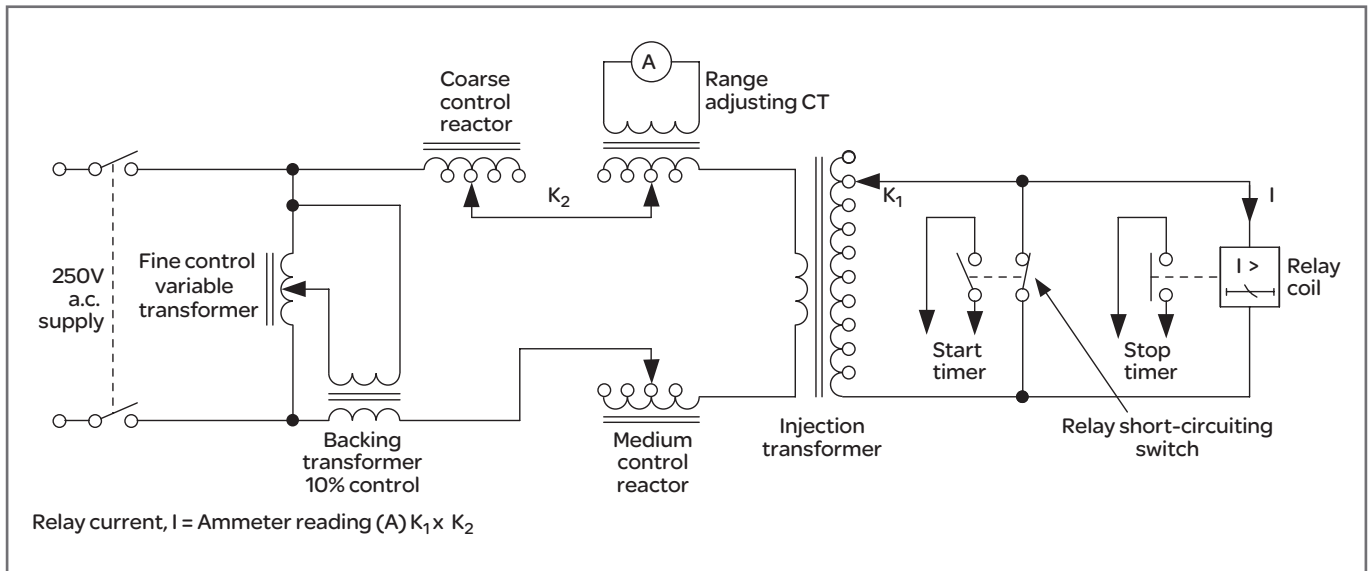 A
Coarse
control
reactor
Range
adjusting CT
K2
K1
I
250V
a.c.
supply
Fine control
variable
transformer
I >
Relay
coil
Start
timer
Stop
timer
Backing
transformer
10% control
Medium
control
reactor
Injection
transformer
Relay short-circuiting
switch
Relay current, I = Ammeter reading (A) K1 x K2